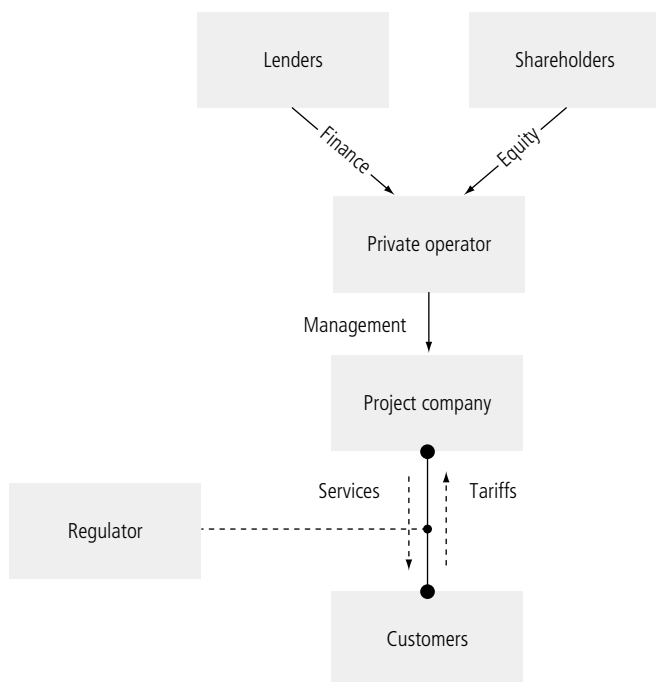 Lenders
Shareholders
Finance
Equity
Private operator
Management
Project company
Services
Tariffs
Regulator
Customers